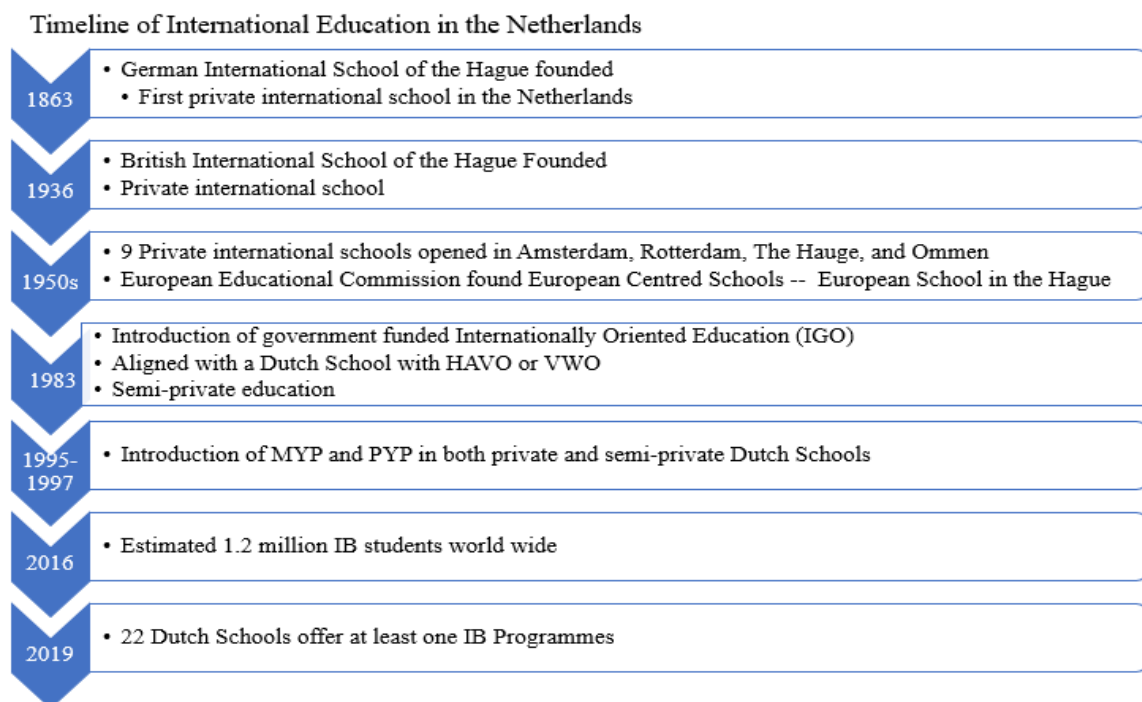 Timeline of International Education in the Netherlands
1863
• German International School of the Hague founded
• First private international school in the Netherlands
1936
• British International School of the Hague Founded
• Private international school
1950s
• 9 Private international schools opened in Amsterdam, Rotterdam, The Hauge, and Ommen
• European Educational Commission found European Centred Schools -- European School in the Hague
1983
• Introduction of government funded Internationally Oriented Education (IGO)
• Aligned with a Dutch School with HAVO or VWO
• Semi-private education
1995-
1997
• Introduction of MYP and PYP in both private and semi-private Dutch Schools
2016
• Estimated 1.2 million IB students world wide
2019
• 22 Dutch Schools offer at least one IB Programmes